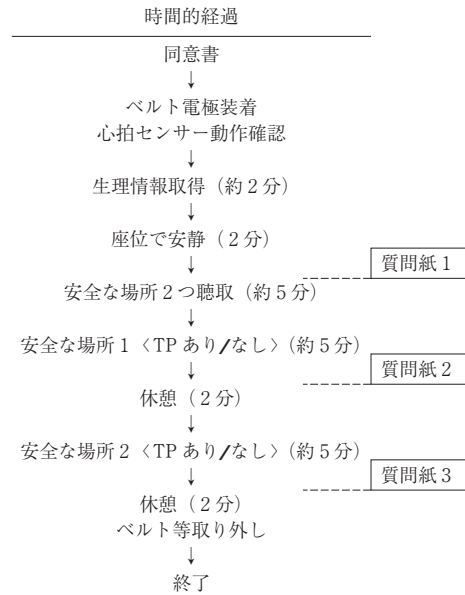 時間的経過
同意書
↓
ベルト電極装着
心拍センサー動作確認
↓
生理情報取得（約２分）
↓
座位で安静（２分）
↓
質問紙１
安全な場所２つ聴取（約５分）
↓
安全な場所１〈TP あり/なし〉（約５分）
↓
質問紙２
休憩（２分）
↓
安全な場所２〈TP あり/なし〉（約５分）
↓
質問紙３
休憩（２分）
ベルト等取り外し
↓
終了